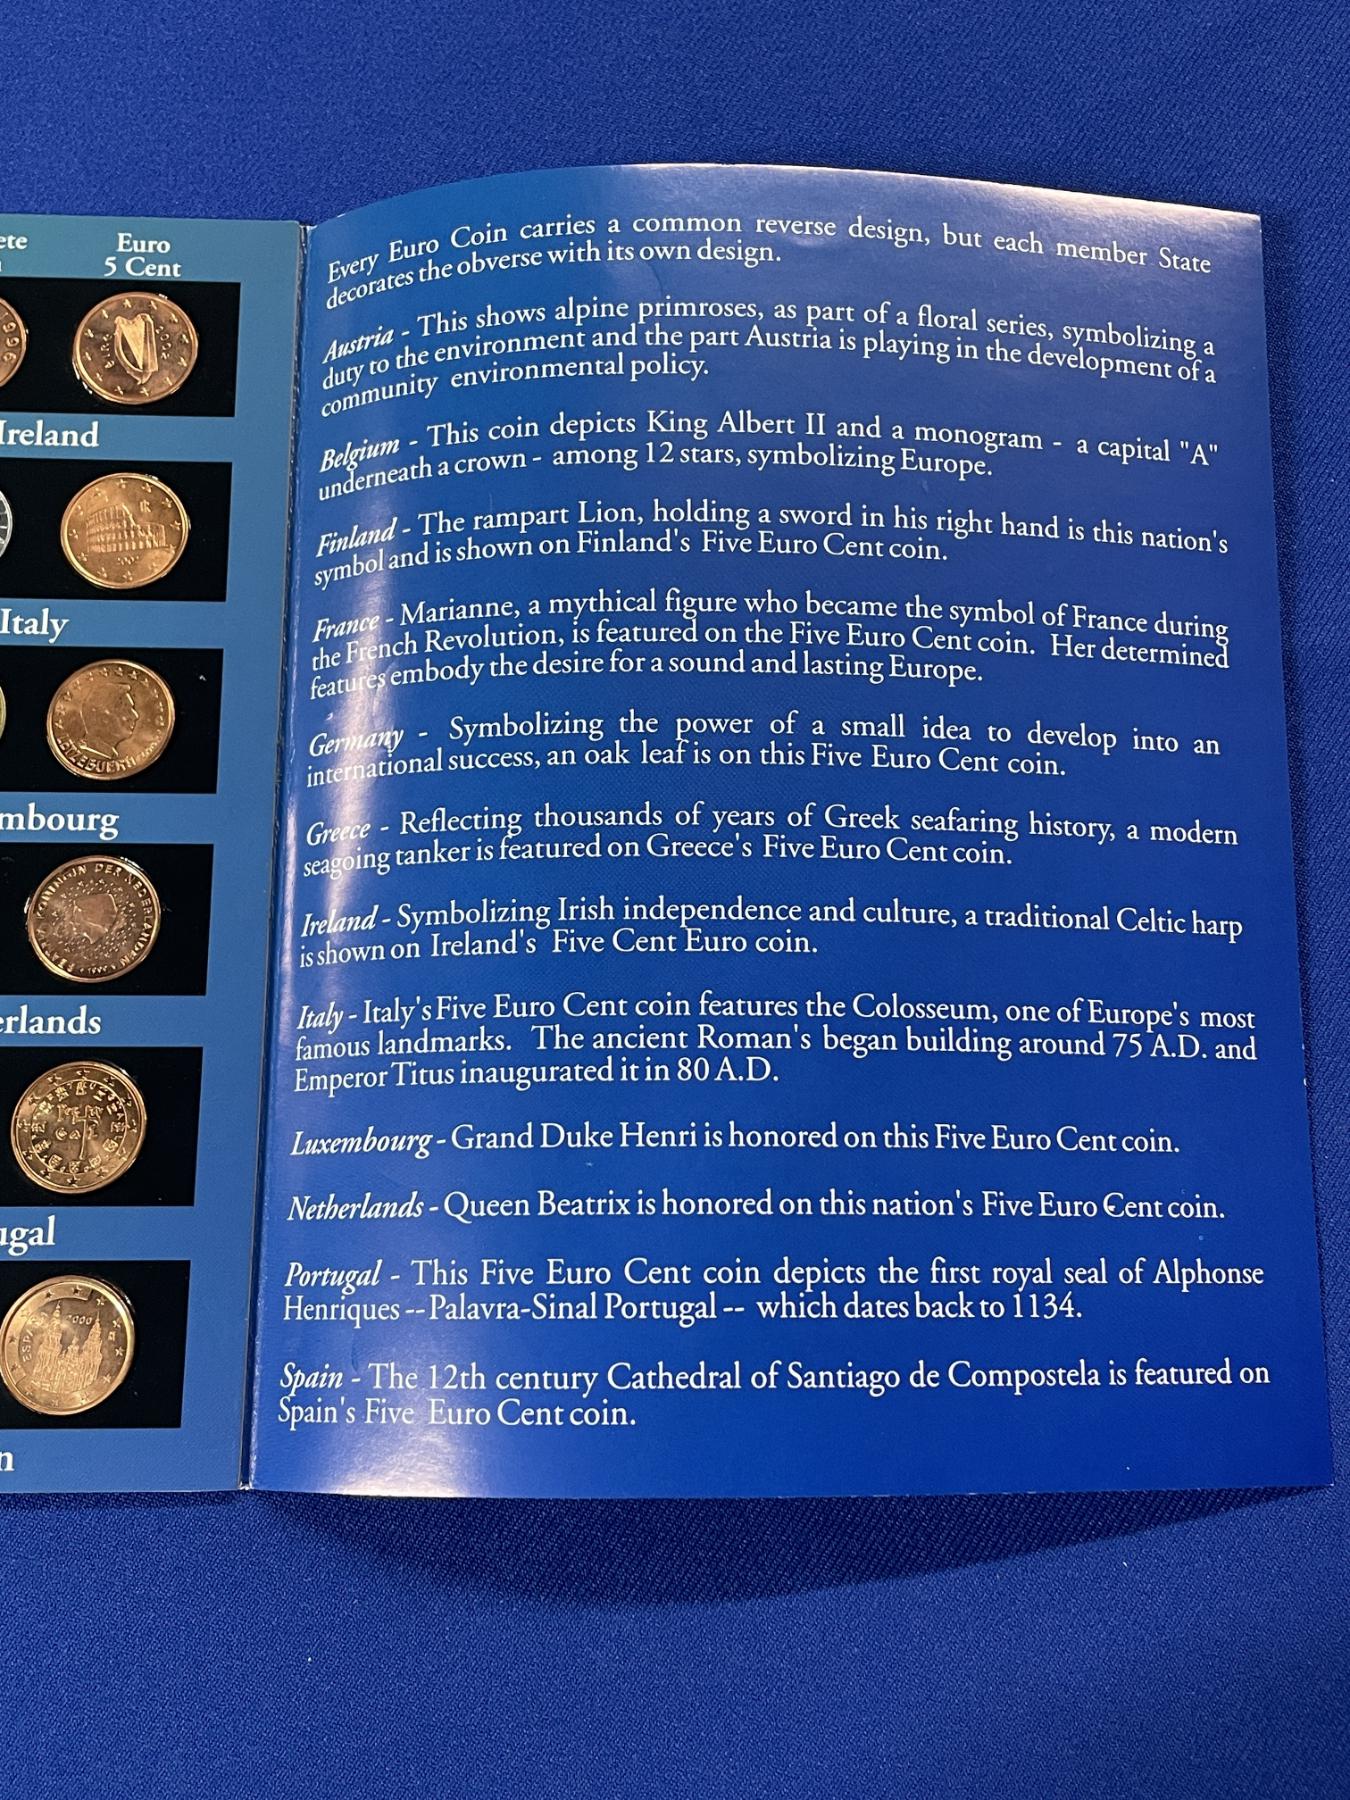 Euro
5 Cent
1996
EIRE
2002
Ireland
2002
Italy
mbourg
erlands
ugal
ESPAÑA
2000
n
Every Euro Coin carries a common reverse design, but each member State
decorates the obverse with its own design.
Austria - This shows alpine primroses, as part of a floral series, symbolizing a
duty to the environment and the part Austria is playing in the development of a
community environmental policy.
Belgium - This coin depicts King Albert II and a monogram - a capital "A"
underneath a crown - among 12 stars, symbolizing Europe.
Finland - The rampart Lion, holding a sword in his right hand is this nation's
symbol and is shown on Finland's Five Euro Cent coin.
France - Marianne, a mythical figure who became the symbol of France during
the French Revolution, is featured on the Five Euro Cent coin. Her determined
features embody the desire for a sound and lasting Europe.
Germany - Symbolizing the power of a small idea to develop into an
international success, an oak leaf is on this Five Euro Cent coin.
Greece - Reflecting thousands of years of Greek seafaring history, a modern
seagoing tanker is featured on Greece's Five Euro Cent coin.
Ireland - Symbolizing Irish independence and culture, a traditional Celtic harp
is shown on Ireland's Five Cent Euro coin.
Italy - Italy's Five Euro Cent coin features the Colosseum, one of Europe's most
famous landmarks. The ancient Roman's began building around 75 A.D. and
Emperor Titus inaugurated it in 80 A.D.
Luxembourg - Grand Duke Henri is honored on this Five Euro Cent coin.
Netherlands - Queen Beatrix is honored on this nation's Five Euro Cent coin.
Portugal - This Five Euro Cent coin depicts the first royal seal of Alphonse
Henriques -- Palavra-Sinal Portugal -- which dates back to 1134.
Spain - The 12th century Cathedral of Santiago de Compostela is featured on
Spain's Five Euro Cent coin.